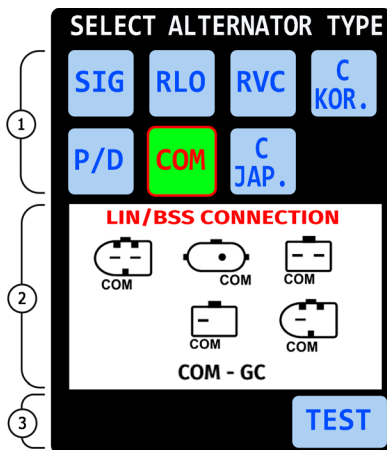 SELECT ALTERNATOR TYPE
SIG RLO RVC C KOR.
P/D COM C JAP.
1
LIN/BSS CONNECTION
COM COM COM
COM COM
COM - GC
2
TEST
3